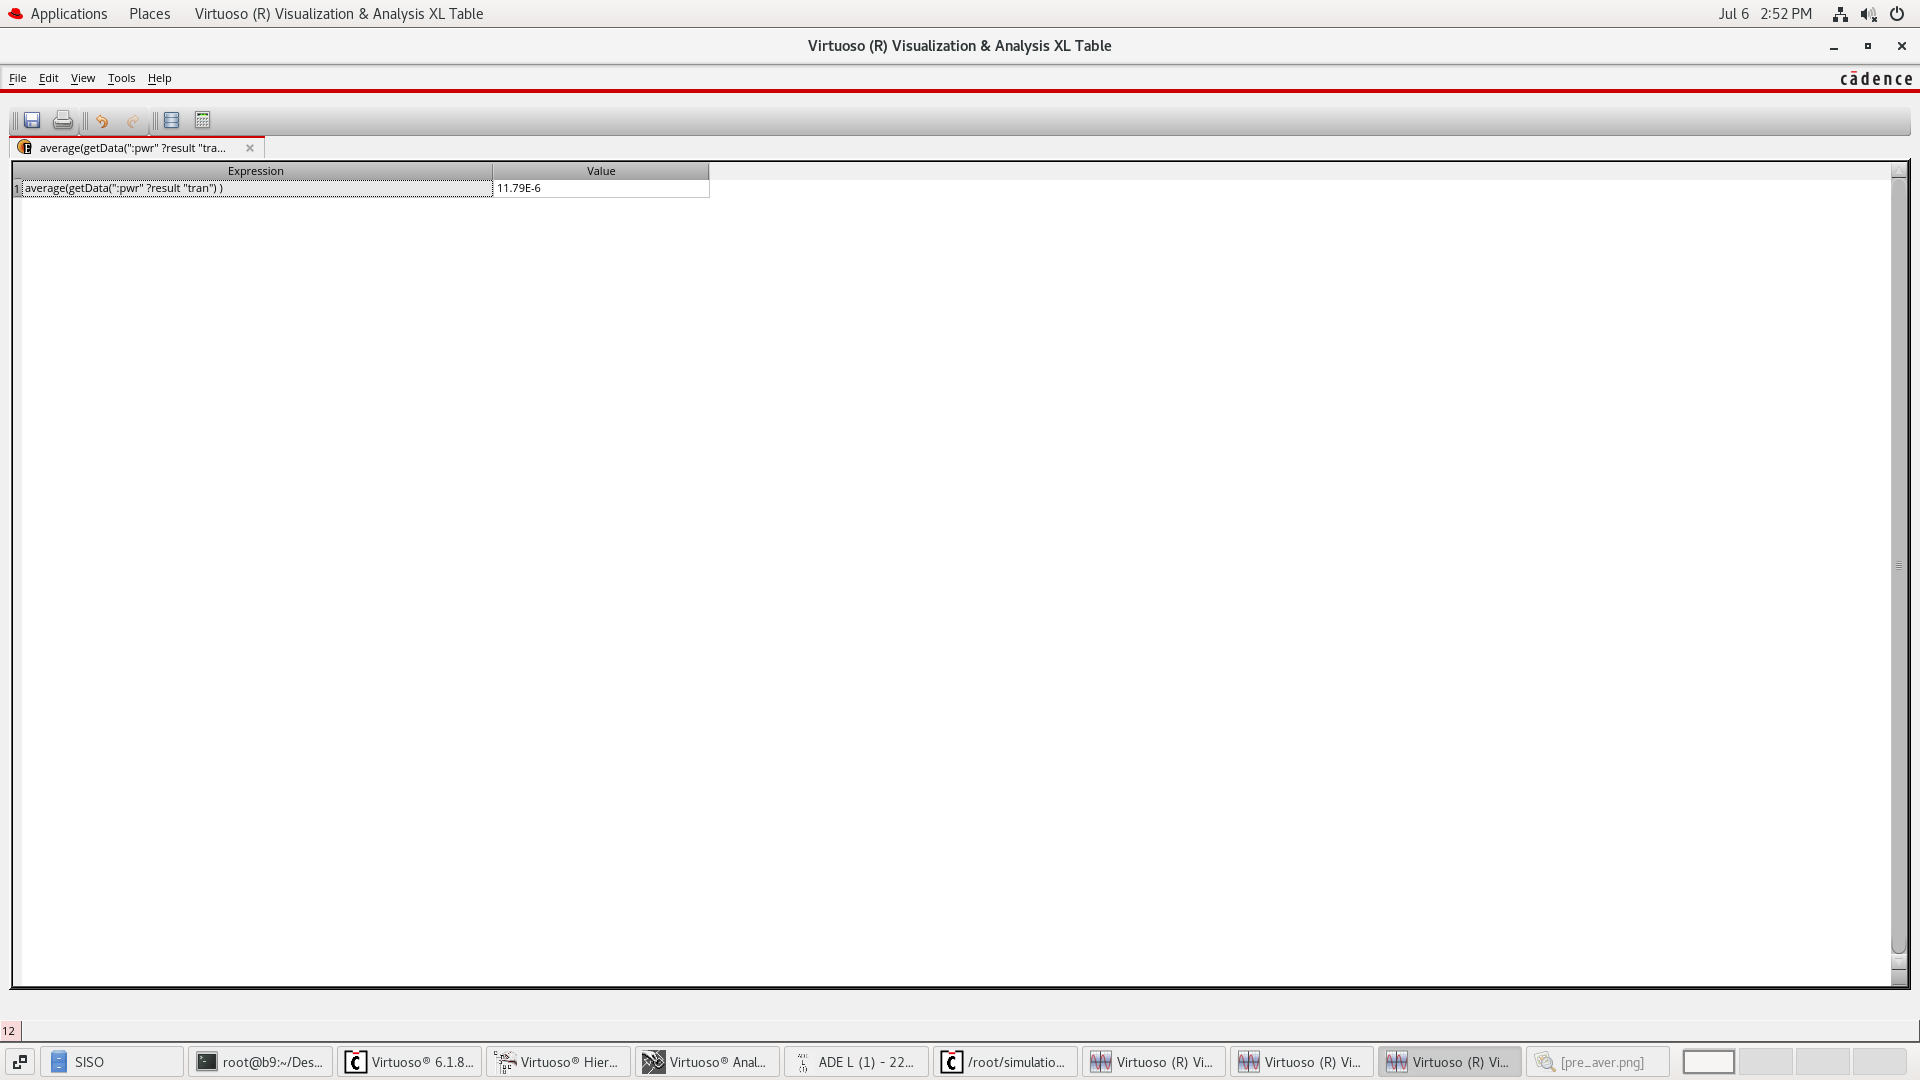 Applications Places Virtuoso (R) Visualization & Analysis XL Table Jul 6 2:52 PM
Virtuoso (R) Visualization & Analysis XL Table
File Edit View Tools Help cādence
average(getData(":pwr" ?result "tra...
Expression Value
1 average(getData(":pwr" ?result "tran") ) 11.79E-6
12
SISO root@b9:~/Des... Virtuoso® 6.1.8... Virtuoso® Hier... Virtuoso® Anal... ADE L (1) - 22... /root/simulatio... Virtuoso (R) Vi... Virtuoso (R) Vi... Virtuoso (R) Vi... [pre_aver.png]